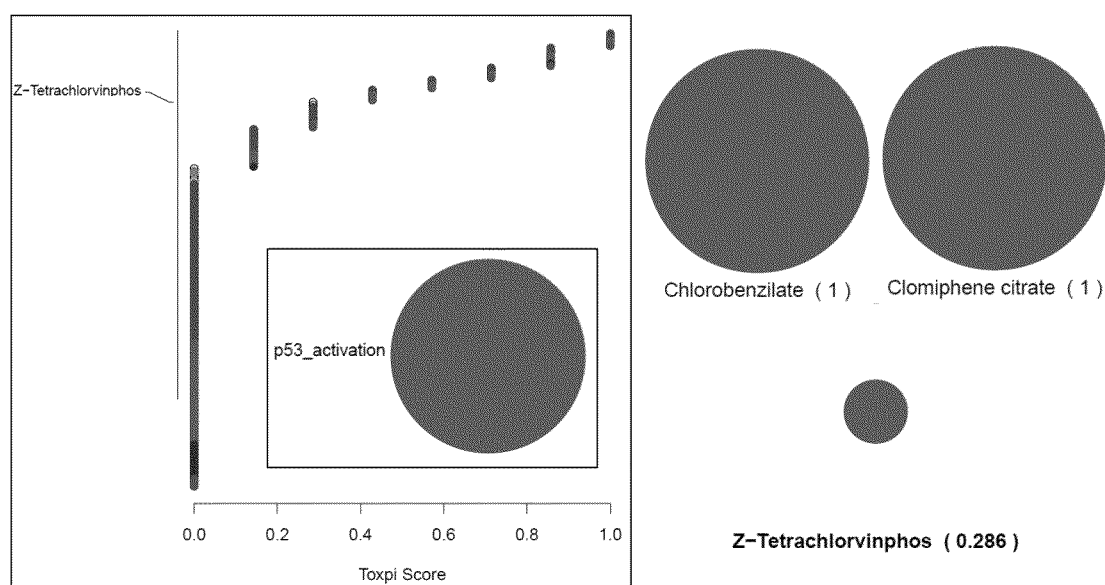 Z−Tetrachlorvinphos
p53_activation
0.0 0.2 0.4 0.6 0.8 1.0
Toxpi Score
Chlorobenzilate ( 1 )
Clomiphene citrate ( 1 )
Z−Tetrachlorvinphos ( 0.286 )